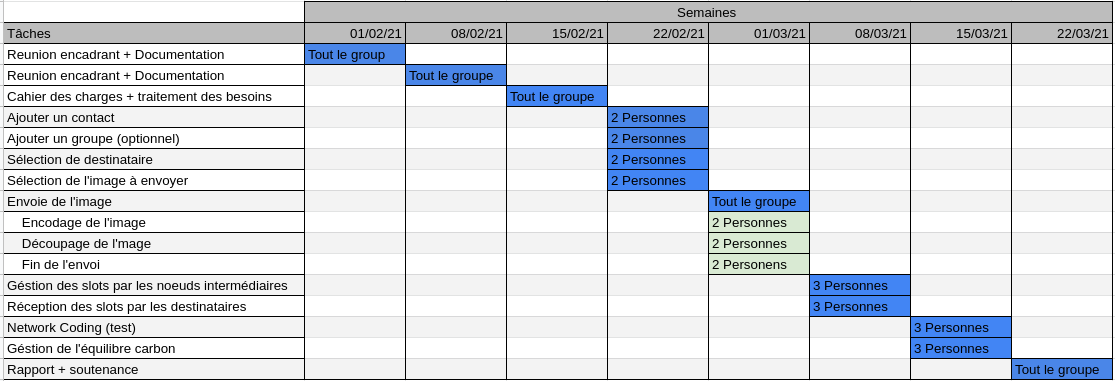 Semaines
Tâches 01/02/21 08/02/21 15/02/21 22/02/21 01/03/21 08/03/21 15/03/21 22/03/21
Reunion encadrant + Documentation Tout le group
Reunion encadrant + Documentation Tout le groupe
Cahier des charges + traitement des besoins Tout le groupe
Ajouter un contact 2 Personnes
Ajouter un groupe (optionnel) 2 Personnes
Sélection de destinataire 2 Personnes
Sélection de l'image à envoyer 2 Personnes
Envoie de l'image Tout le groupe
Encodage de l'image 2 Personnes
Découpage de l'mage 2 Personnes
Fin de l'envoi 2 Personens
Géstion des slots par les noeuds intermédiaires 3 Personnes
Réception des slots par les destinataires 3 Personnes
Network Coding (test) 3 Personnes
Géstion de l'équilibre carbon 3 Personnes
Rapport + soutenance Tout le groupe